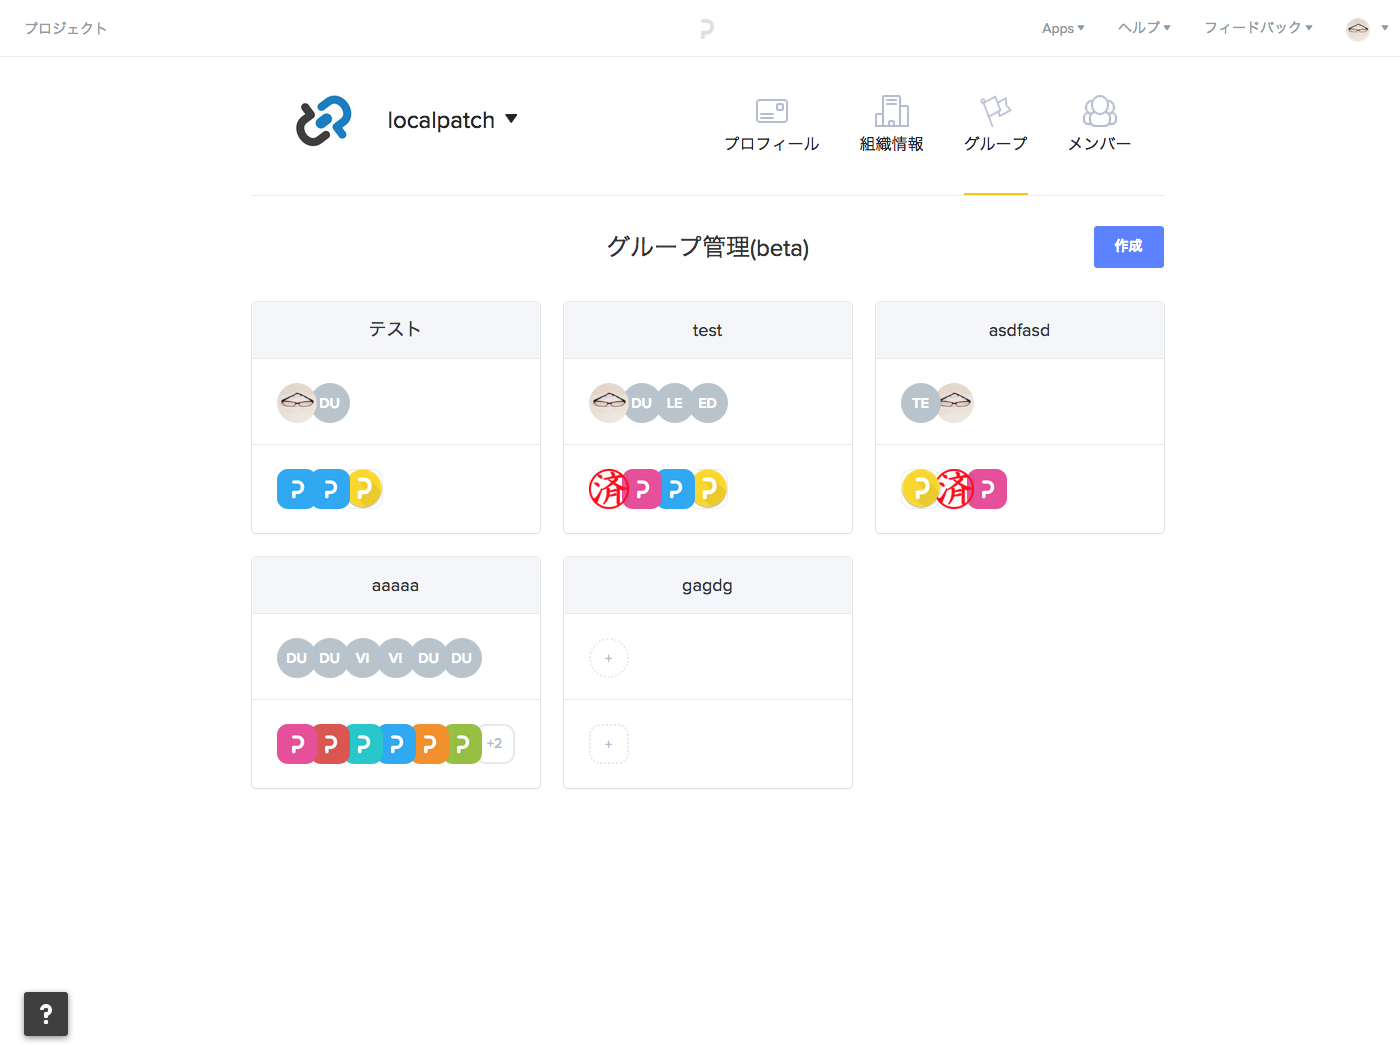 プロジェクト
Apps ヘルプ フィードバック
localpatch
プロフィール 組織情報 グループ メンバー
グループ管理(beta)
作成
テスト
DU
test
DU LE ED
済
asdfasd
TE
済
aaaaa
DU DU VI VI DU DU
+2
gagdg
+
+
?